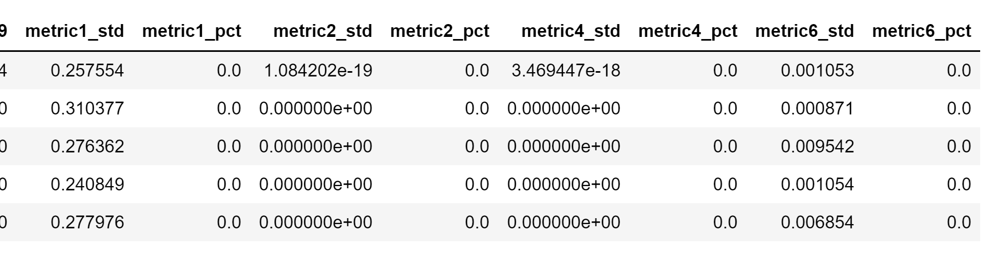 9 metric1_std metric1_pct metric2_std metric2_pct metric4_std metric4_pct metric6_std metric6_pct
4 0.257554 0.0 1.084202e-19 0.0 3.469447e-18 0.0 0.001053 0.0
0 0.310377 0.0 0.000000e+00 0.0 0.000000e+00 0.0 0.000871 0.0
0 0.276362 0.0 0.000000e+00 0.0 0.000000e+00 0.0 0.009542 0.0
0 0.240849 0.0 0.000000e+00 0.0 0.000000e+00 0.0 0.001054 0.0
0 0.277976 0.0 0.000000e+00 0.0 0.000000e+00 0.0 0.006854 0.0